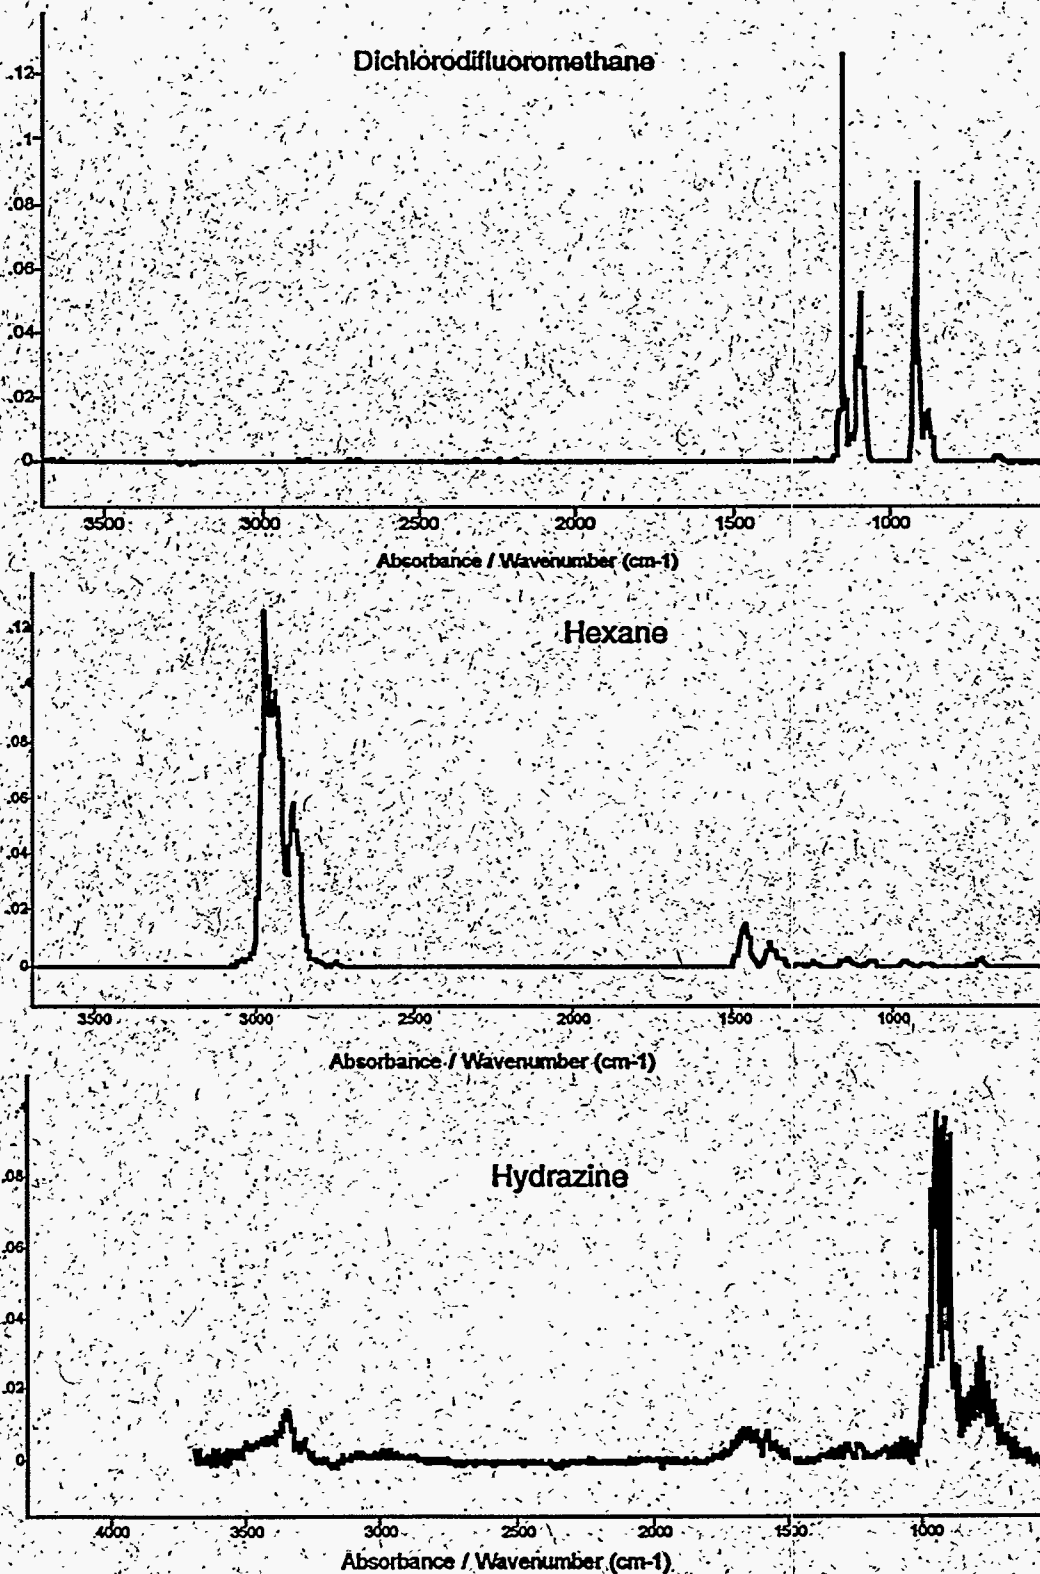 Dichlorodifluoromethane
.12
.1
.08
.06
.04
.02
0
3500 3000 2500 2000 1500 1000
Absorbance / Wavenumber (cm-1)
Hexane
.12
.08
.06
.04
.02
0
3500 3000 2500 2000 1500 1000
Absorbance / Wavenumber (cm-1)
Hydrazine
.08
.06
.04
.02
0
4000 3500 3000 2500 2000 1500 1000
Absorbance / Wavenumber (cm-1)